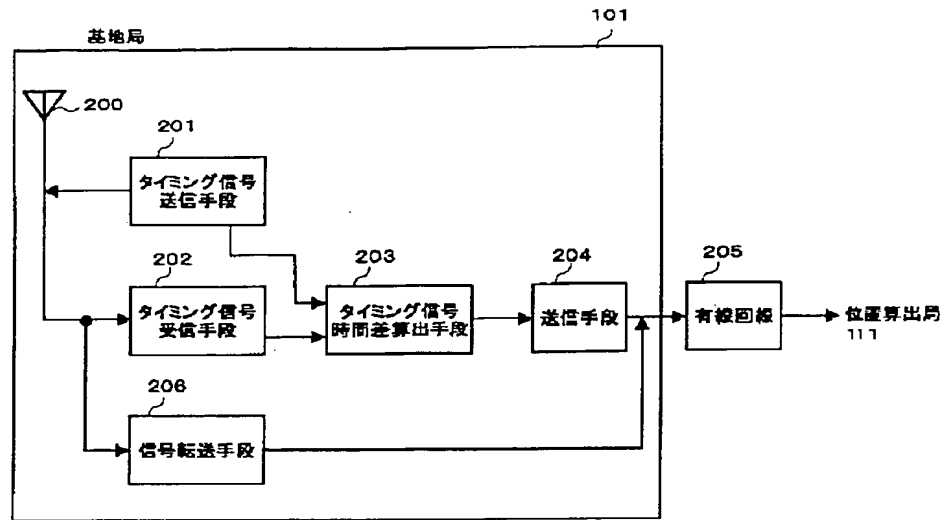 101
基地局
200
201
タイミング信号
送信手段
202
タイミング信号
受信手段
203
タイミング信号
時間差算出手段
204
送信手段
205
有線回線
位置算出局
111
206
信号転送手段